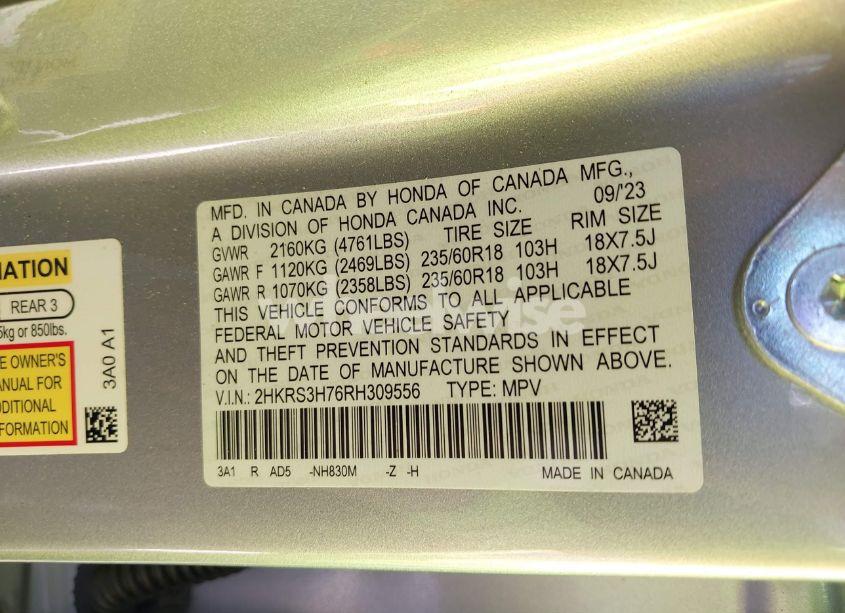 MFD. IN CANADA BY HONDA OF CANADA MFG.,
A DIVISION OF HONDA CANADA INC. 09/'23
GVWR 2160KG (4761LBS) TIRE SIZE RIM SIZE
GAWR F 1120KG (2469LBS) 235/60R18 103H 18X7.5J
GAWR R 1070KG (2358LBS) 235/60R18 103H 18X7.5J
THIS VEHICLE CONFORMS TO ALL APPLICABLE
FEDERAL MOTOR VEHICLE SAFETY
AND THEFT PREVENTION STANDARDS IN EFFECT
ON THE DATE OF MANUFACTURE SHOWN ABOVE.
V.I.N.: 2HKRS3H76RH309556 TYPE: MPV
3A1 R AD5 -NH830M -Z -H MADE IN CANADA
MATION
REAR 3
5kg or 850lbs.
E OWNER'S
ANUAL FOR
DDITIONAL
FORMATION
3A0 A1